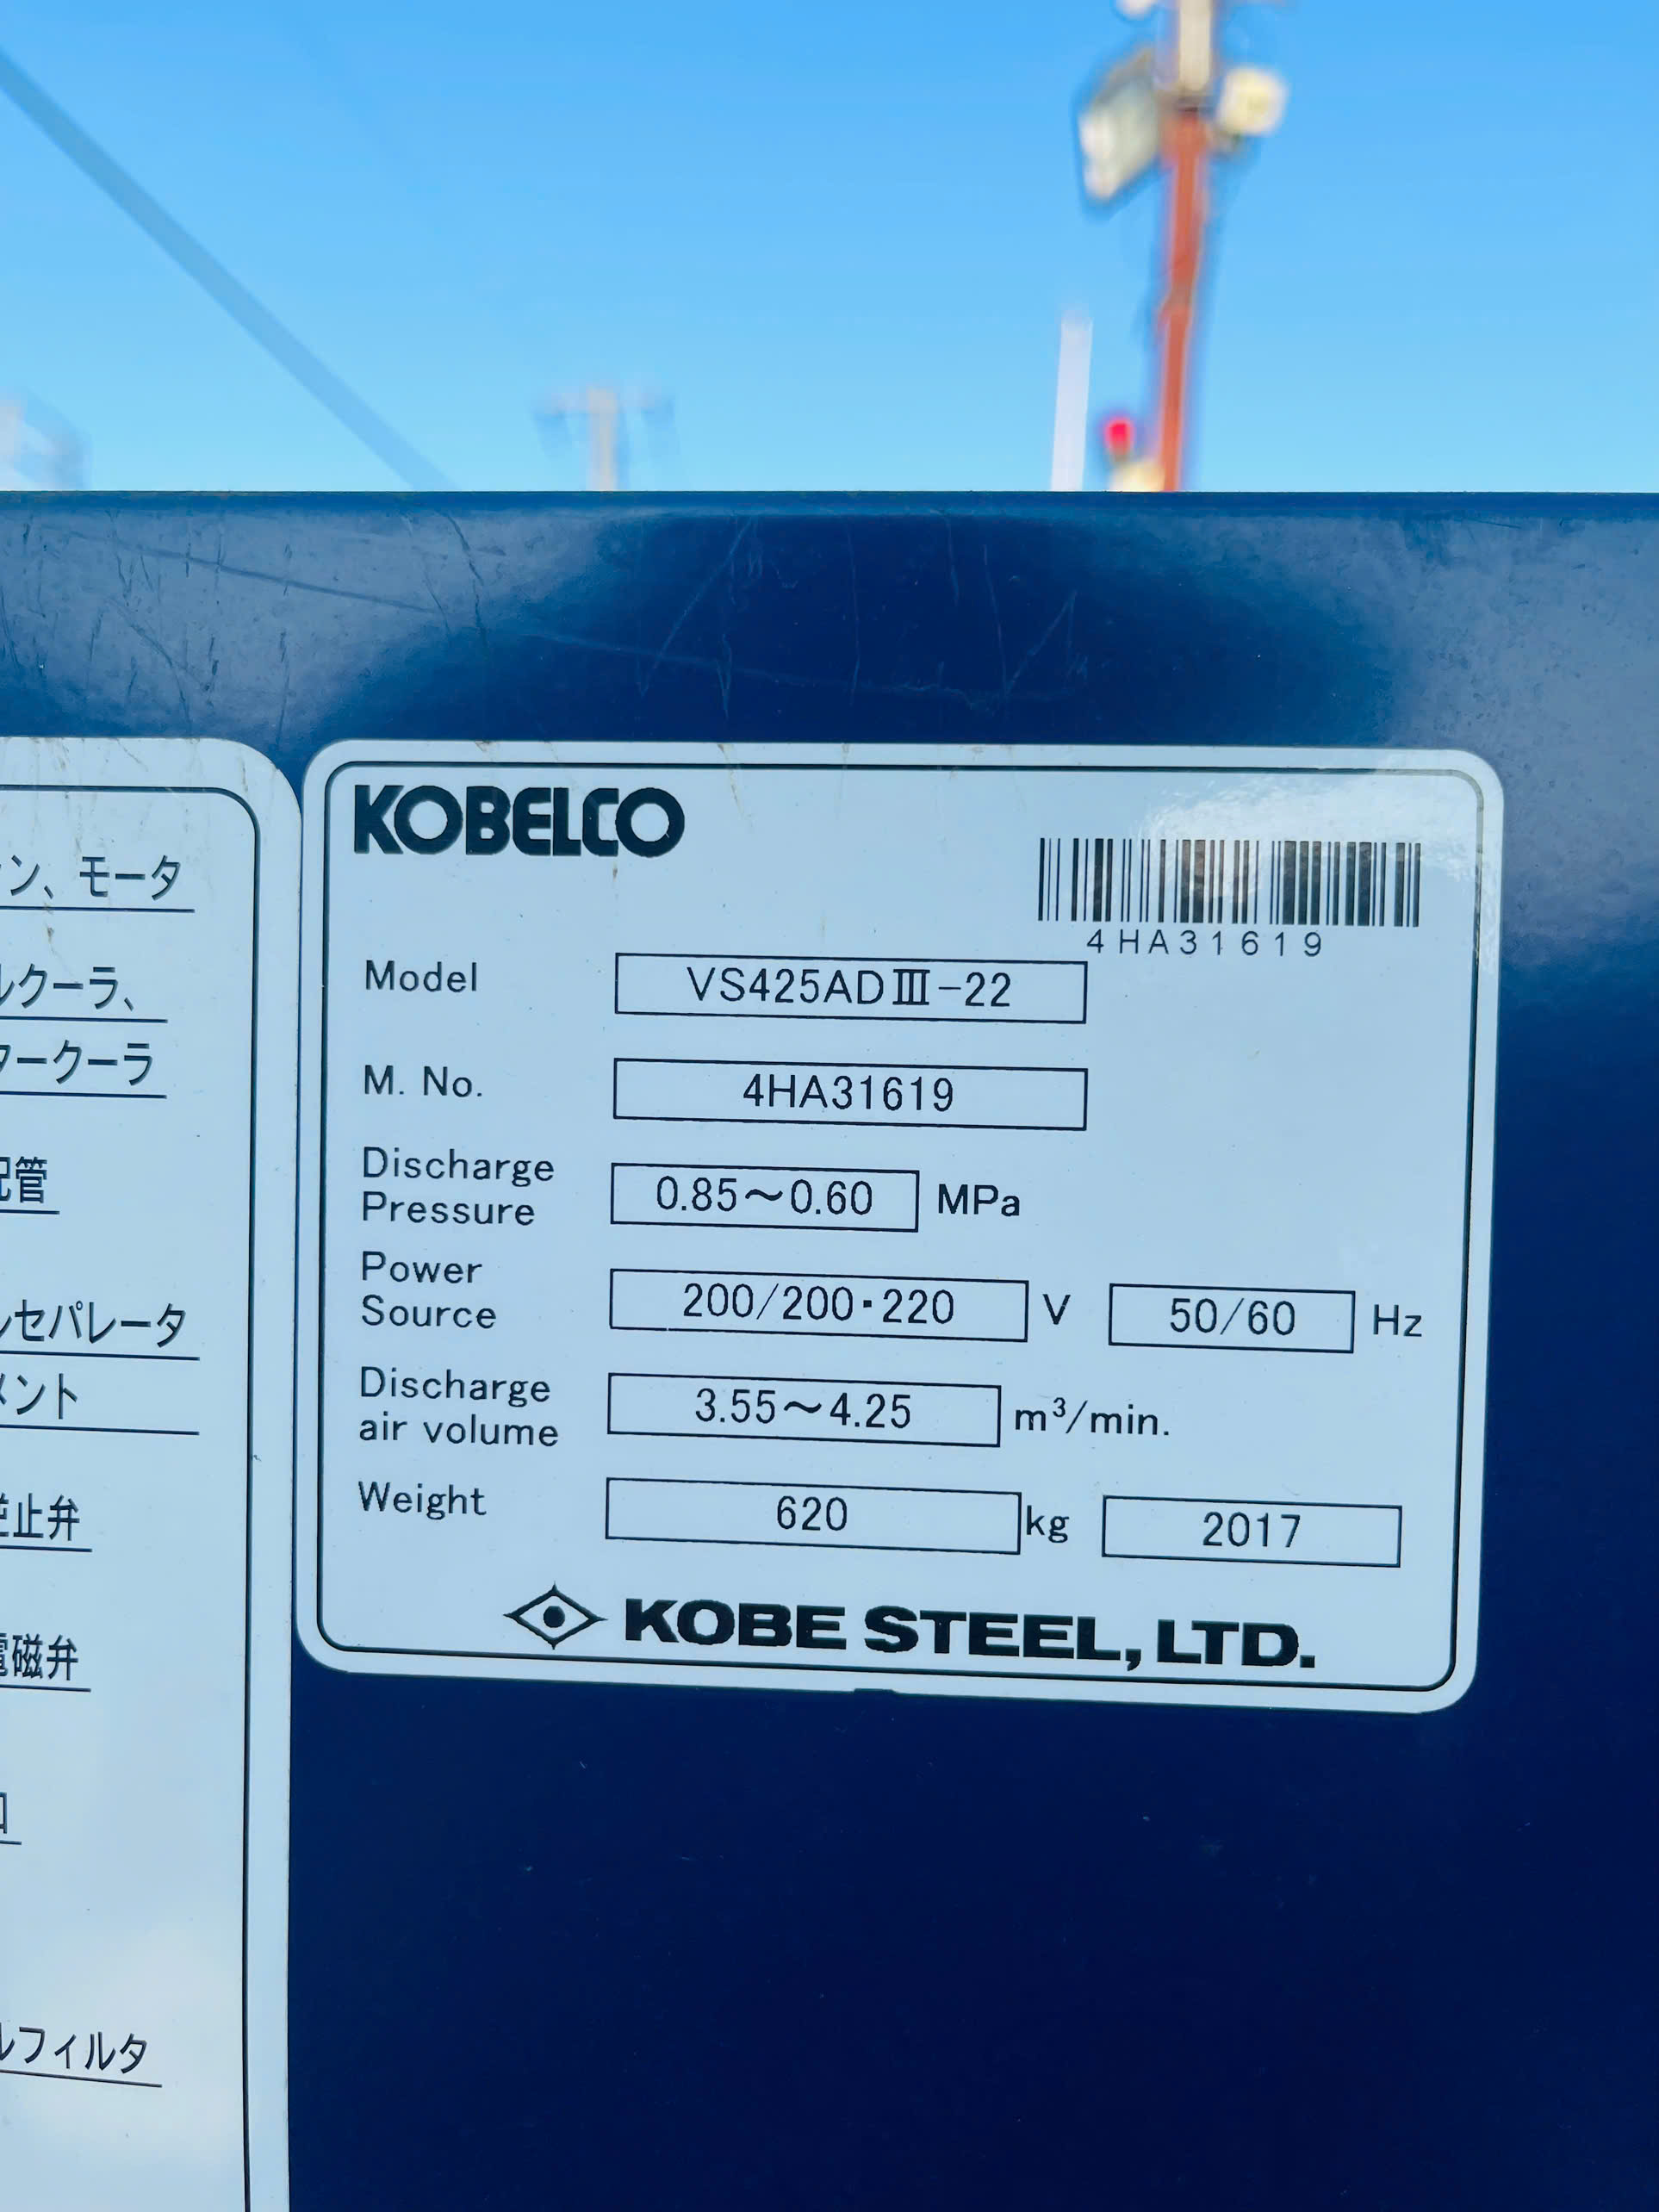 ン、モータ
ルクーラ、
タークーラ
配管
ルセパレータ
メント
逆止弁
電磁弁
ルフィルタ
KOBELCO
4HA31619
Model VS425ADⅢ-22
M. No. 4HA31619
Discharge
Pressure 0.85～0.60 MPa
Power
Source 200/200・220 V 50/60 Hz
Discharge
air volume 3.55～4.25 m³/min.
Weight 620 kg 2017
KOBE STEEL, LTD.